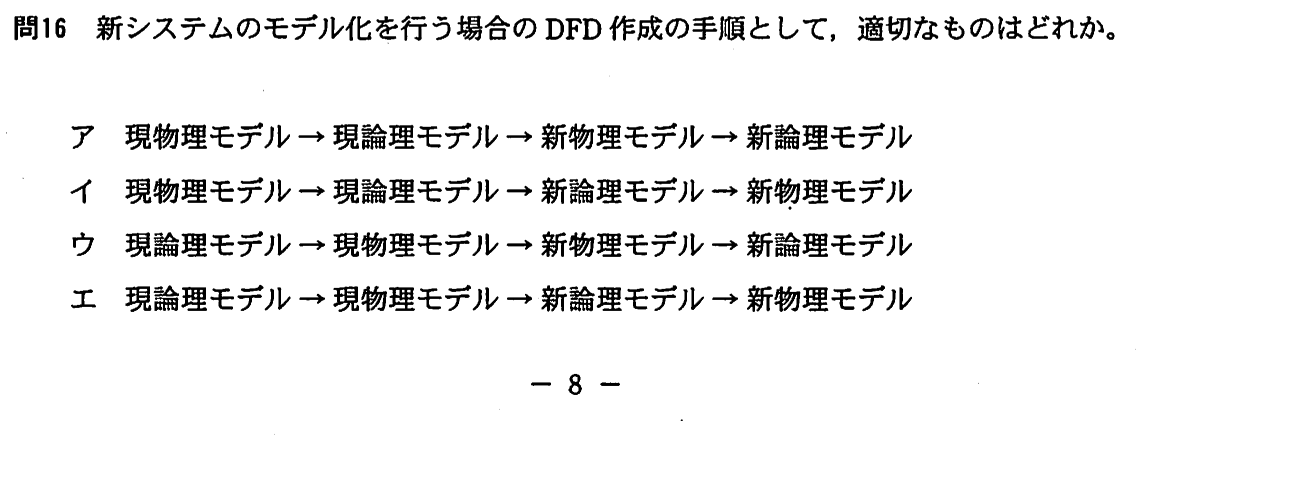 問16 新システムのモデル化を行う場合の DFD 作成の手順として，適切なものはどれか。
ア 現物理モデル → 現論理モデル → 新物理モデル → 新論理モデル
イ 現物理モデル → 現論理モデル → 新論理モデル → 新物理モデル
ウ 現論理モデル → 現物理モデル → 新物理モデル → 新論理モデル
エ 現論理モデル → 現物理モデル → 新論理モデル → 新物理モデル
－ 8 －